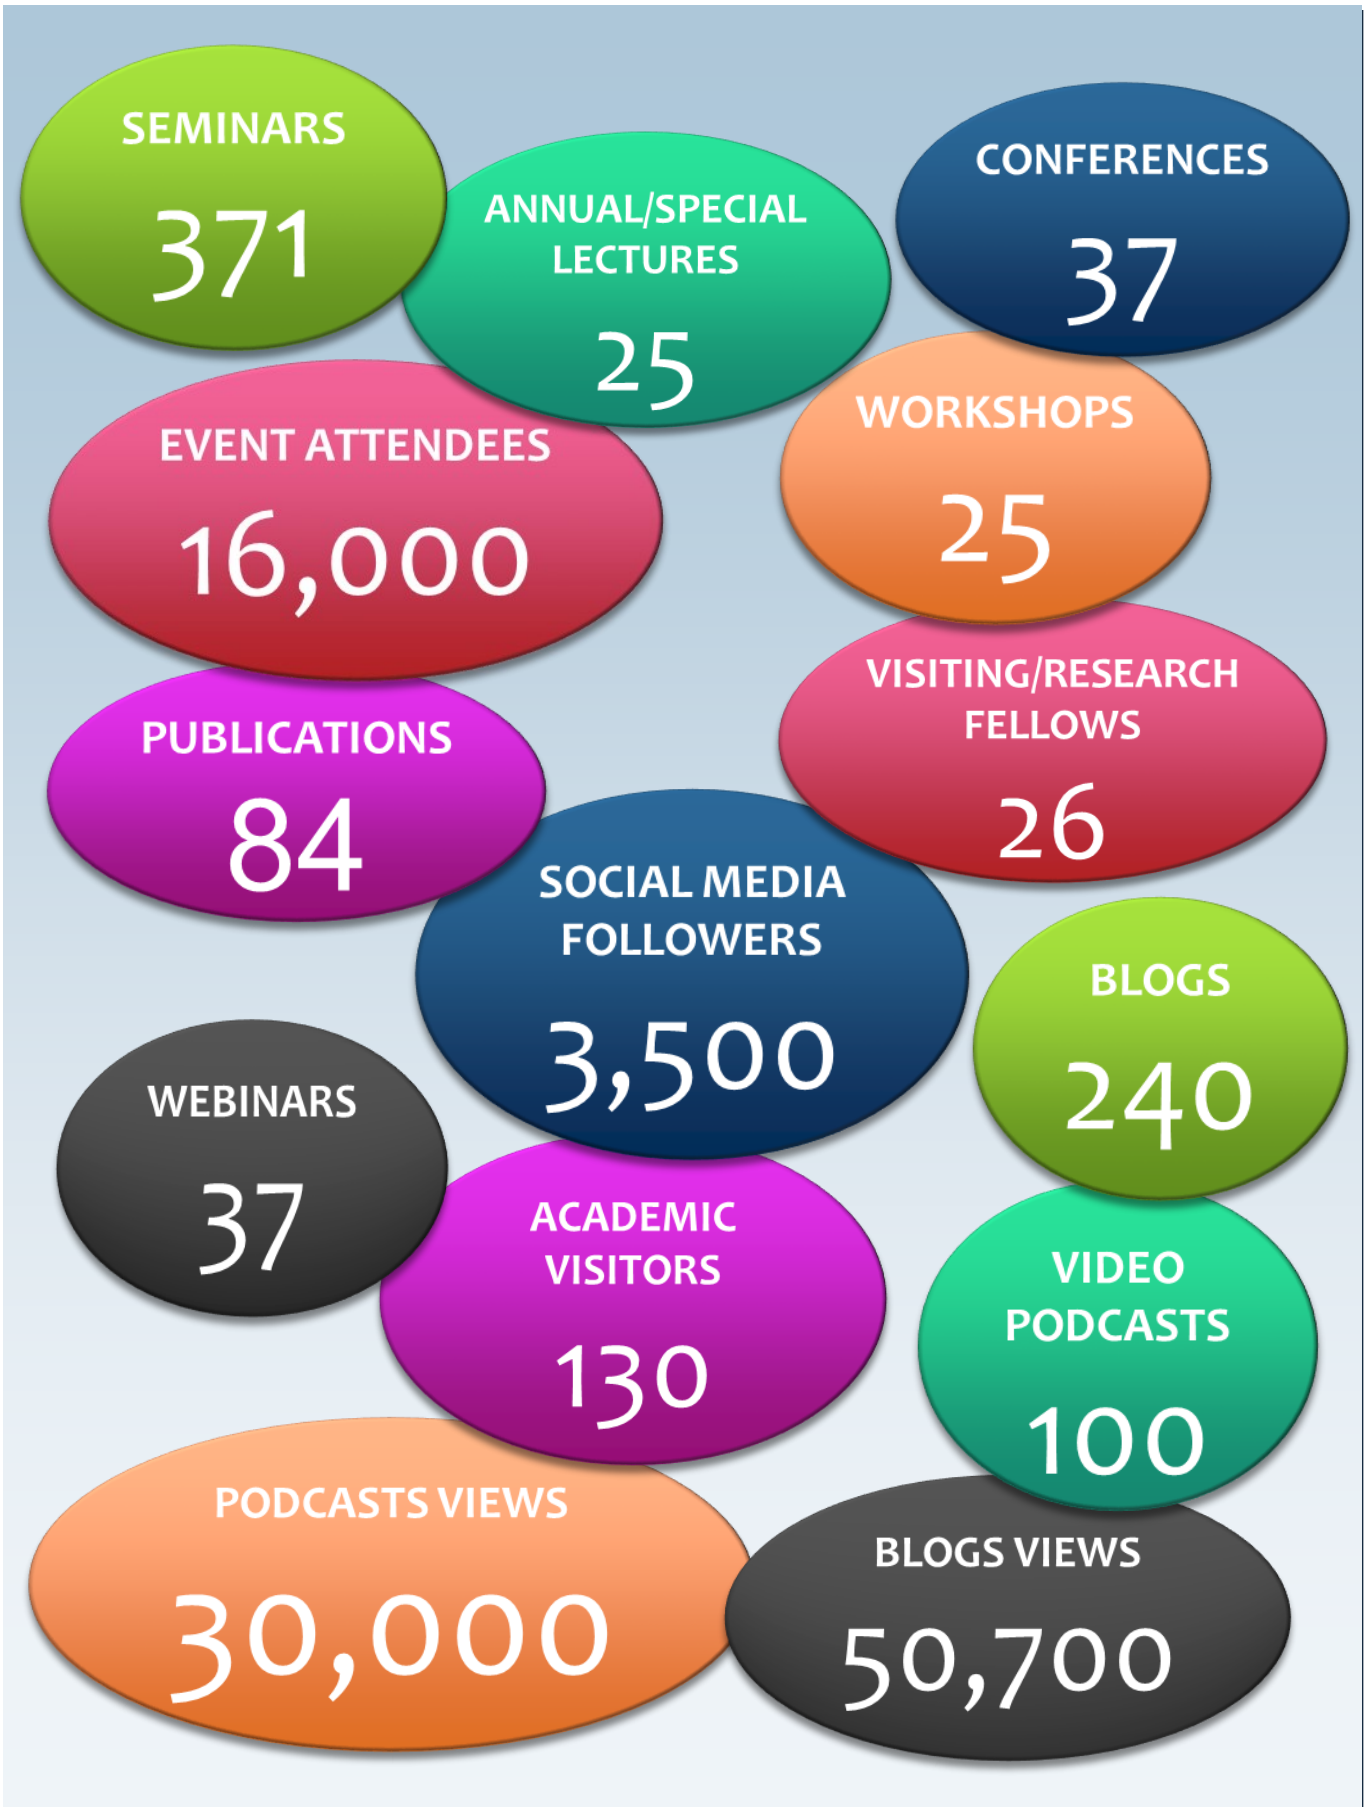 SEMINARS
371
ANNUAL/SPECIAL
LECTURES
25
CONFERENCES
37
EVENT ATTENDEES
16,000
WORKSHOPS
25
PUBLICATIONS
84
VISITING/RESEARCH
FELLOWS
26
SOCIAL MEDIA
FOLLOWERS
3,500
BLOGS
240
WEBINARS
37
ACADEMIC
VISITORS
130
VIDEO
PODCASTS
100
PODCASTS VIEWS
30,000
BLOGS VIEWS
50,700